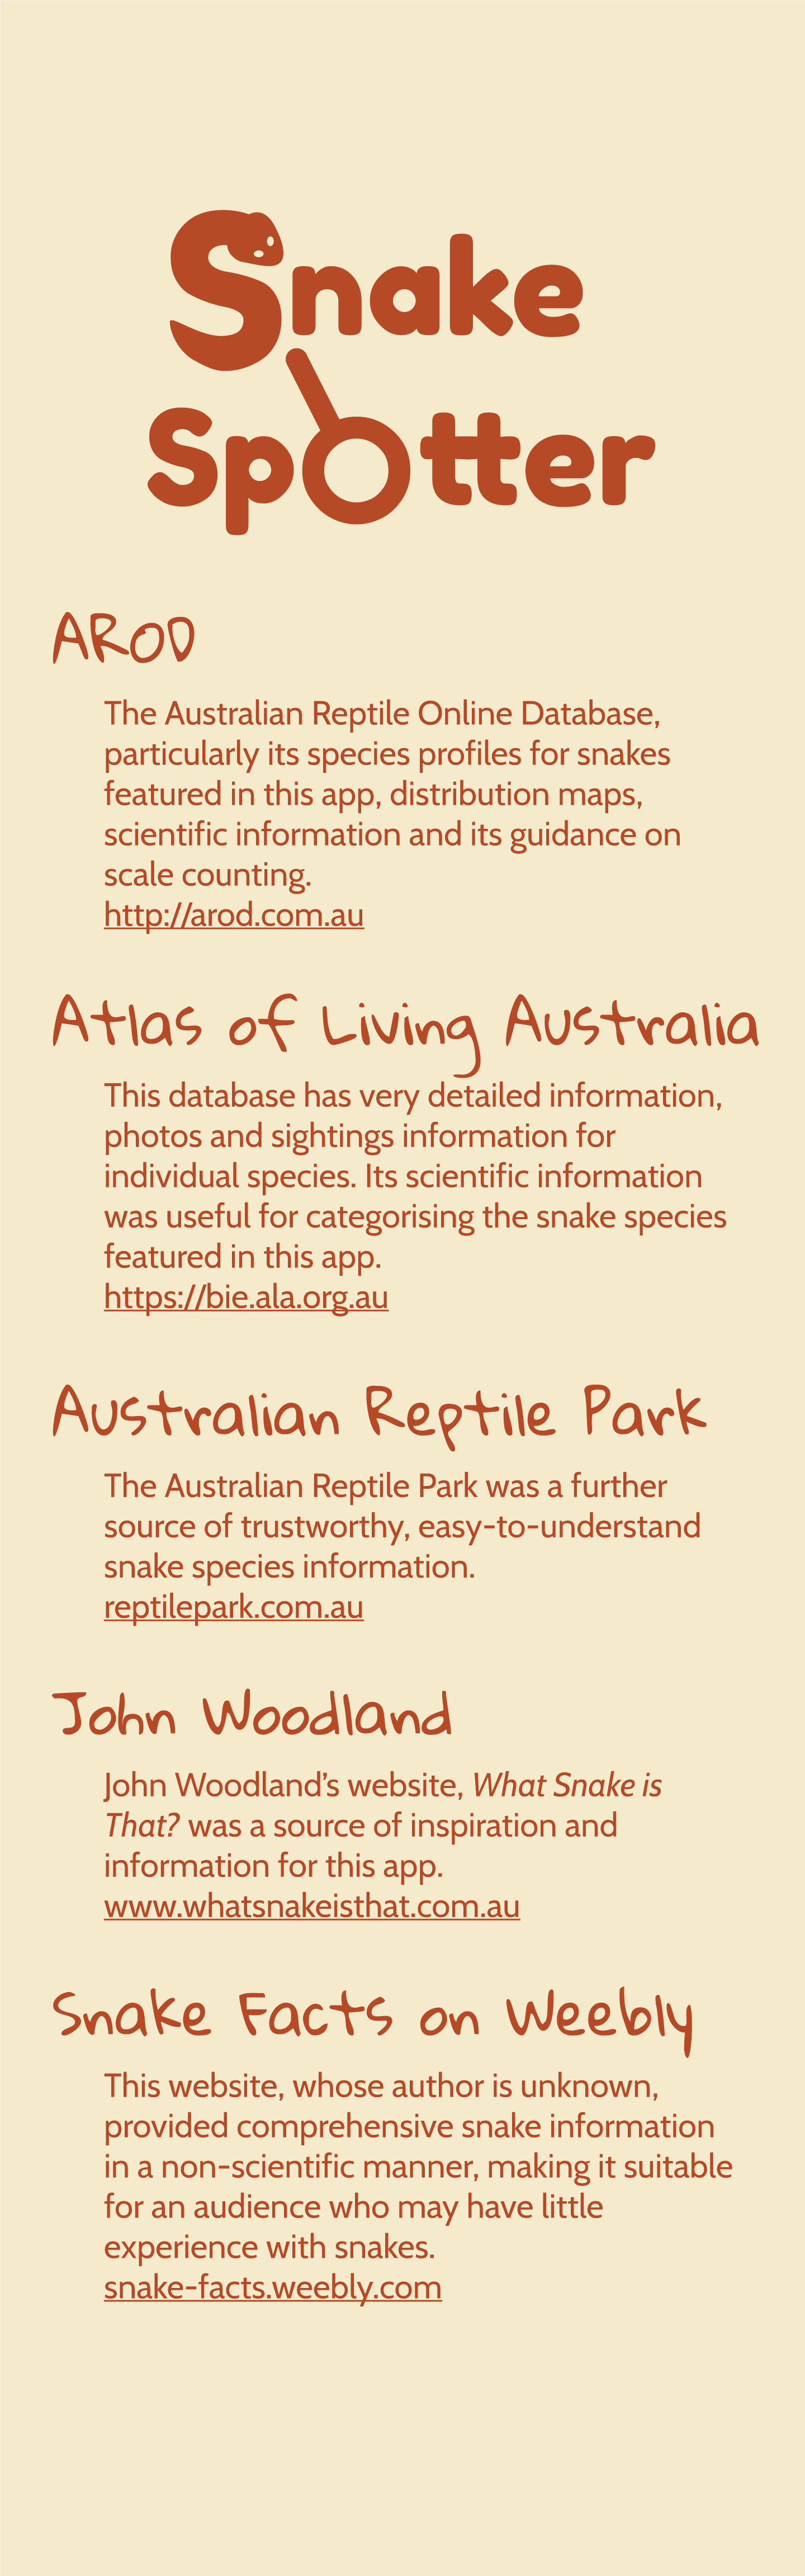 Snake
Spotter
AROD
The Australian Reptile Online Database,
particularly its species profiles for snakes
featured in this app, distribution maps,
scientific information and its guidance on
scale counting.
http://arod.com.au
Atlas of Living Australia
This database has very detailed information,
photos and sightings information for
individual species. Its scientific information
was useful for categorising the snake species
featured in this app.
https://bie.ala.org.au
Australian Reptile Park
The Australian Reptile Park was a further
source of trustworthy, easy-to-understand
snake species information.
reptilepark.com.au
John Woodland
John Woodland’s website, What Snake is
That? was a source of inspiration and
information for this app.
www.whatsnakeisthat.com.au
Snake Facts on Weebly
This website, whose author is unknown,
provided comprehensive snake information
in a non-scientific manner, making it suitable
for an audience who may have little
experience with snakes.
snake-facts.weebly.com